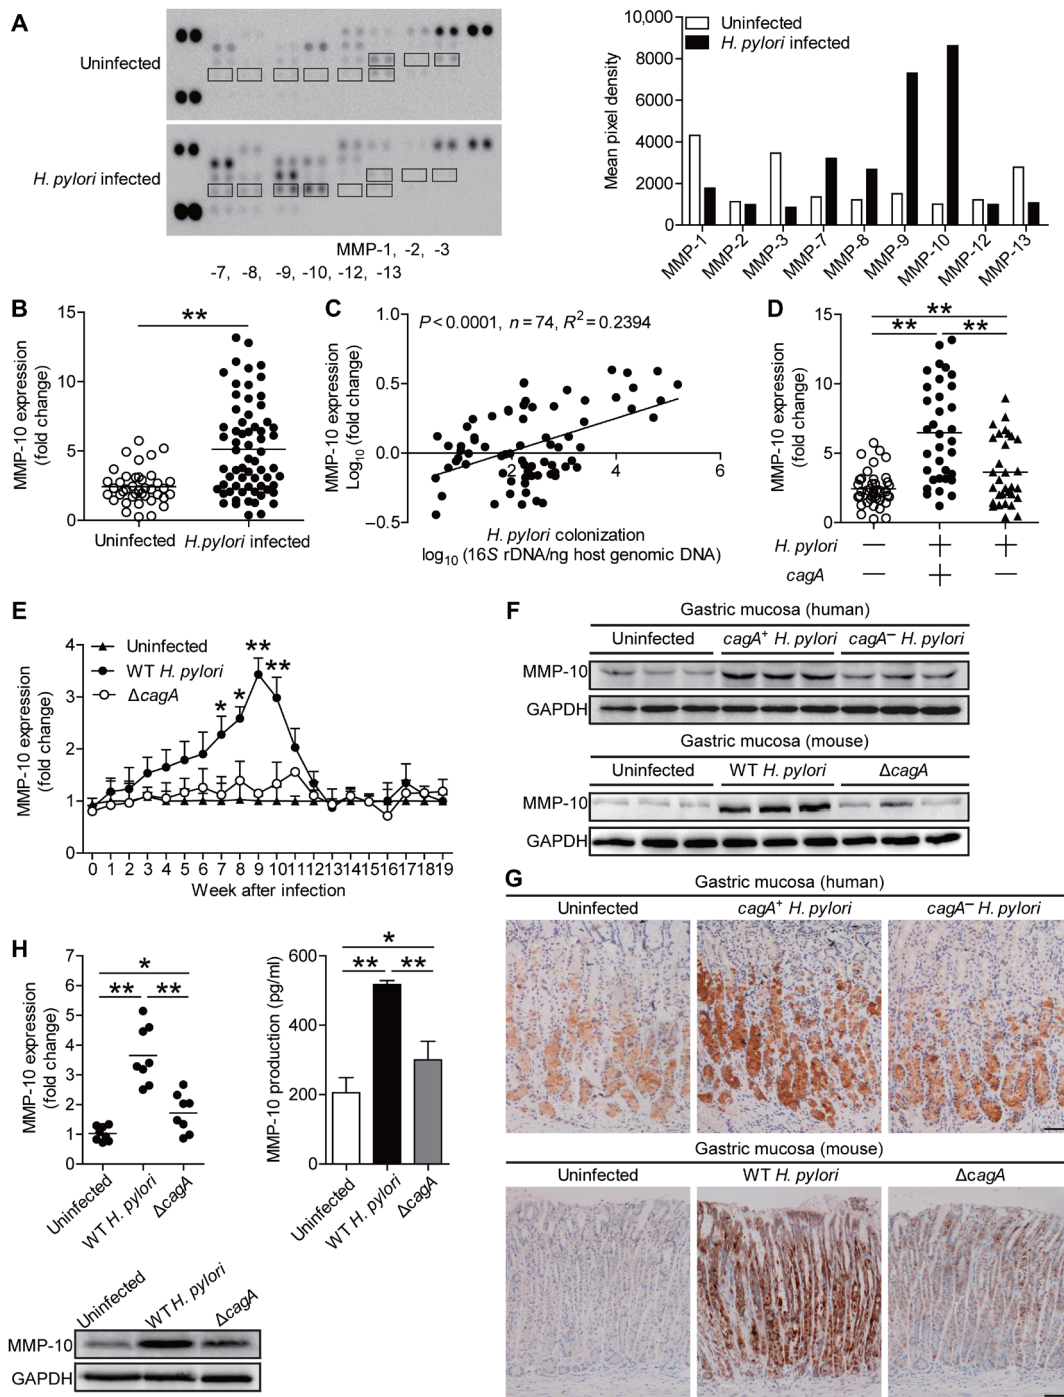 A
Uninfected
H. pylori infected
MMP-1, -2, -3
-7, -8, -9, -10, -12, -13
Mean pixel density
10,000
8000
6000
4000
2000
0
Uninfected
H. pylori infected
MMP-1
MMP-2
MMP-3
MMP-7
MMP-8
MMP-9
MMP-10
MMP-12
MMP-13
B
MMP-10 expression
(fold change)
15
10
5
0
**
Uninfected
H.pylori infected
C
MMP-10 expression
Log10 (fold change)
1.0
0.5
0.0
−0.5
P < 0.0001, n = 74, R2 = 0.2394
2
4
6
H. pylori colonization
log10 (16S rDNA/ng host genomic DNA)
D
MMP-10 expression
(fold change)
15
10
5
0
**
** **
H. pylori — + +
cagA — + —
E
MMP-10 expression
(fold change)
4
3
2
1
0
Uninfected
WT H. pylori
ΔcagA
* * ** **
0 1 2 3 4 5 6 7 8 9 10 11 12 13 14 15 16 17 18 19
Week after infection
F
Gastric mucosa (human)
Uninfected cagA+ H. pylori cagA− H. pylori
MMP-10
GAPDH
Gastric mucosa (mouse)
Uninfected WT H. pylori ΔcagA
MMP-10
GAPDH
G
Gastric mucosa (human)
Uninfected cagA+ H. pylori cagA− H. pylori
Gastric mucosa (mouse)
Uninfected WT H. pylori ΔcagA
H
MMP-10 expression
(fold change)
7
6
5
4
3
2
1
0
*
** **
Uninfected
WT H. pylori
ΔcagA
MMP-10 production (pg/ml)
600
400
200
0
*
** **
Uninfected
WT H. pylori
ΔcagA
Uninfected
WT H. pylori
ΔcagA
MMP-10
GAPDH